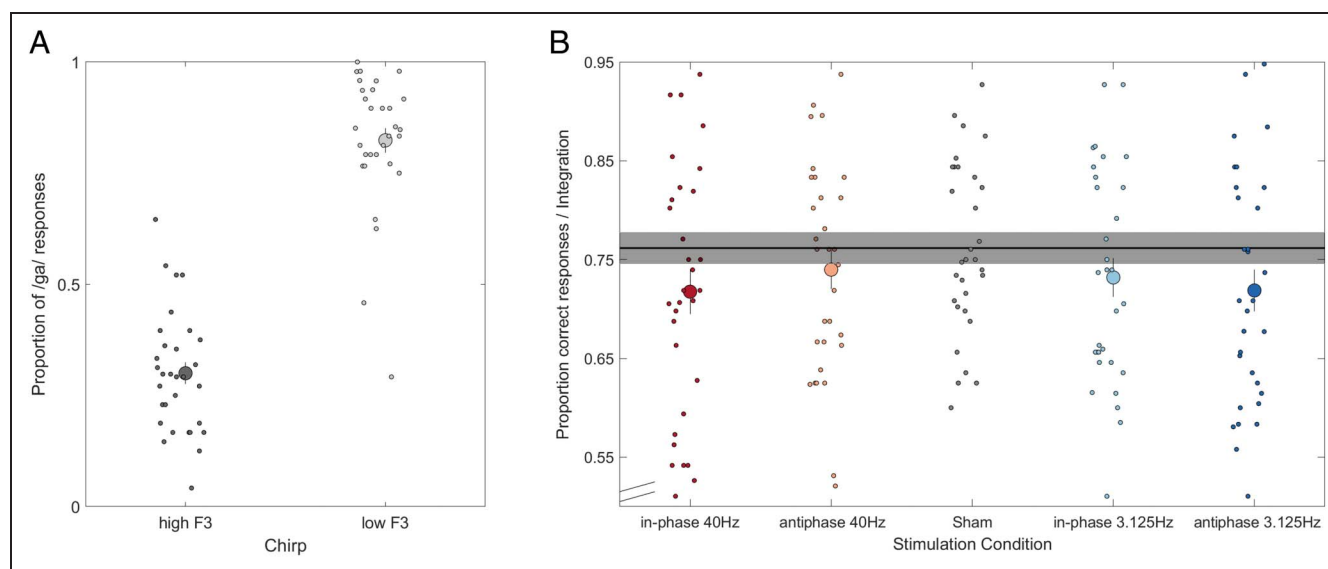 A
Proportion of /ga/ responses
1
0.5
0
high F3
low F3
Chirp
B
Proportion correct responses / Integration
0.95
0.85
0.75
0.65
0.55
in-phase 40Hz
antiphase 40Hz
Sham
in-phase 3.125Hz
antiphase 3.125Hz
Stimulation Condition